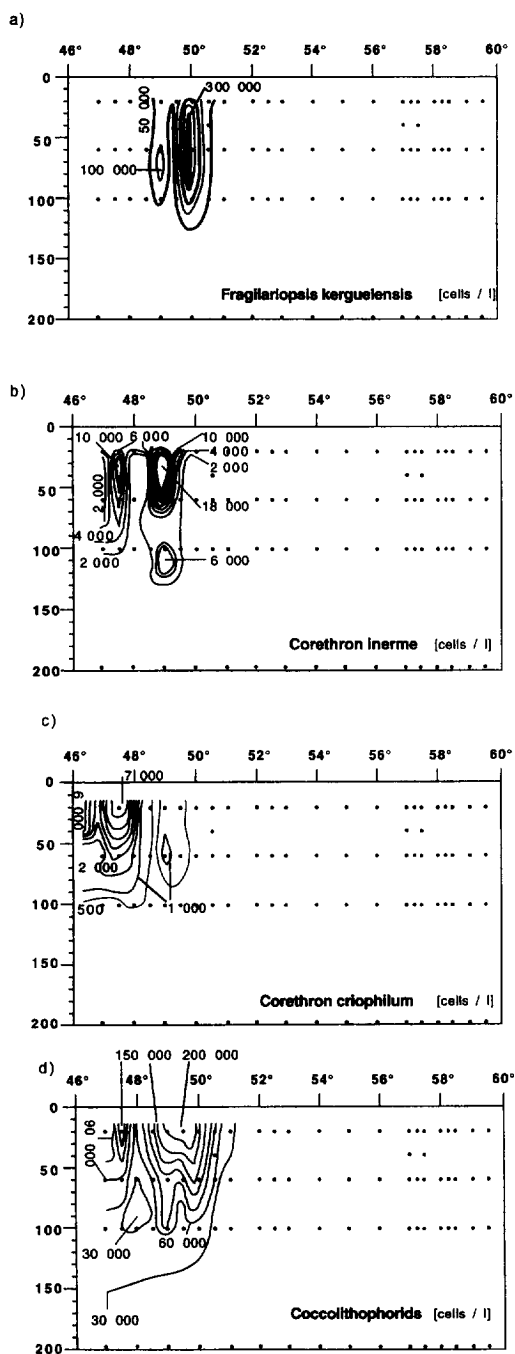 a)
46° 48° 50° 52° 54° 56° 58° 60°
0
50 000
300 000
50
100 000
100
150
Fragilariopsis kerguelensis [cells / l]
200
b)
46° 48° 50° 52° 54° 56° 58° 60°
0
10 000 6 000 10 000
4 000
2 000
50
2 000
18 000
4 000
100
2 000 6 000
150
Corethron inerme [cells / l]
200
c)
46° 48° 50° 52° 54° 56° 58° 60°
0
71 000
6 000
50
2 000
100
500 1 000
150
Corethron criophilum [cells / l]
200
d)
150 000 200 000
46° 48° 50° 52° 54° 56° 58° 60°
0
90 000
50
100
30 000 60 000
150
30 000
Coccolithophorids [cells / l]
200